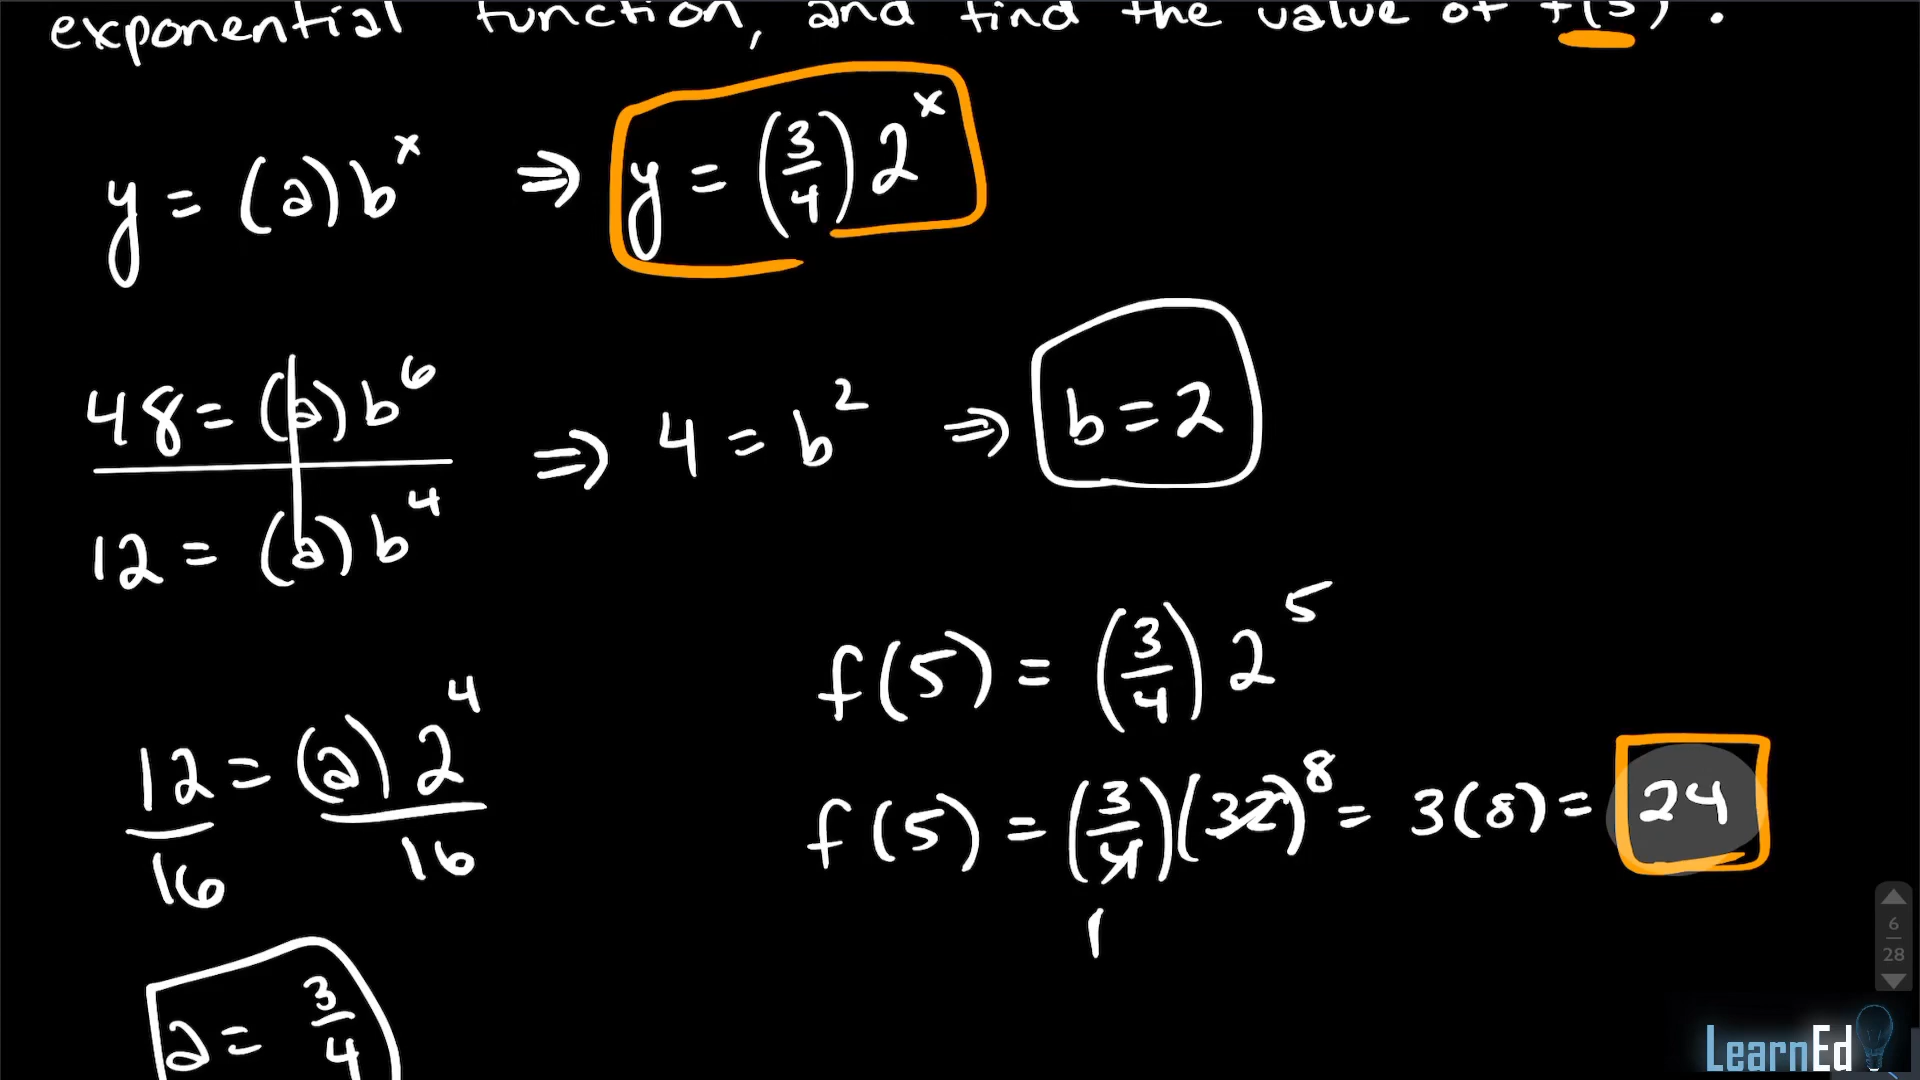 exponential function, and find the value of f(5).
y = (a)b^x ⇒ y = (3/4) 2^x
48 = (a) b^6
12 = (a) b^4
⇒ 4 = b^2 ⇒ b = 2
12 = (a) 2^4
16 16
a = 3/4
f(5) = (3/4) 2^5
f(5) = (3/4)(32)^8 = 3(8) = 24
1
6
28
LearnEd